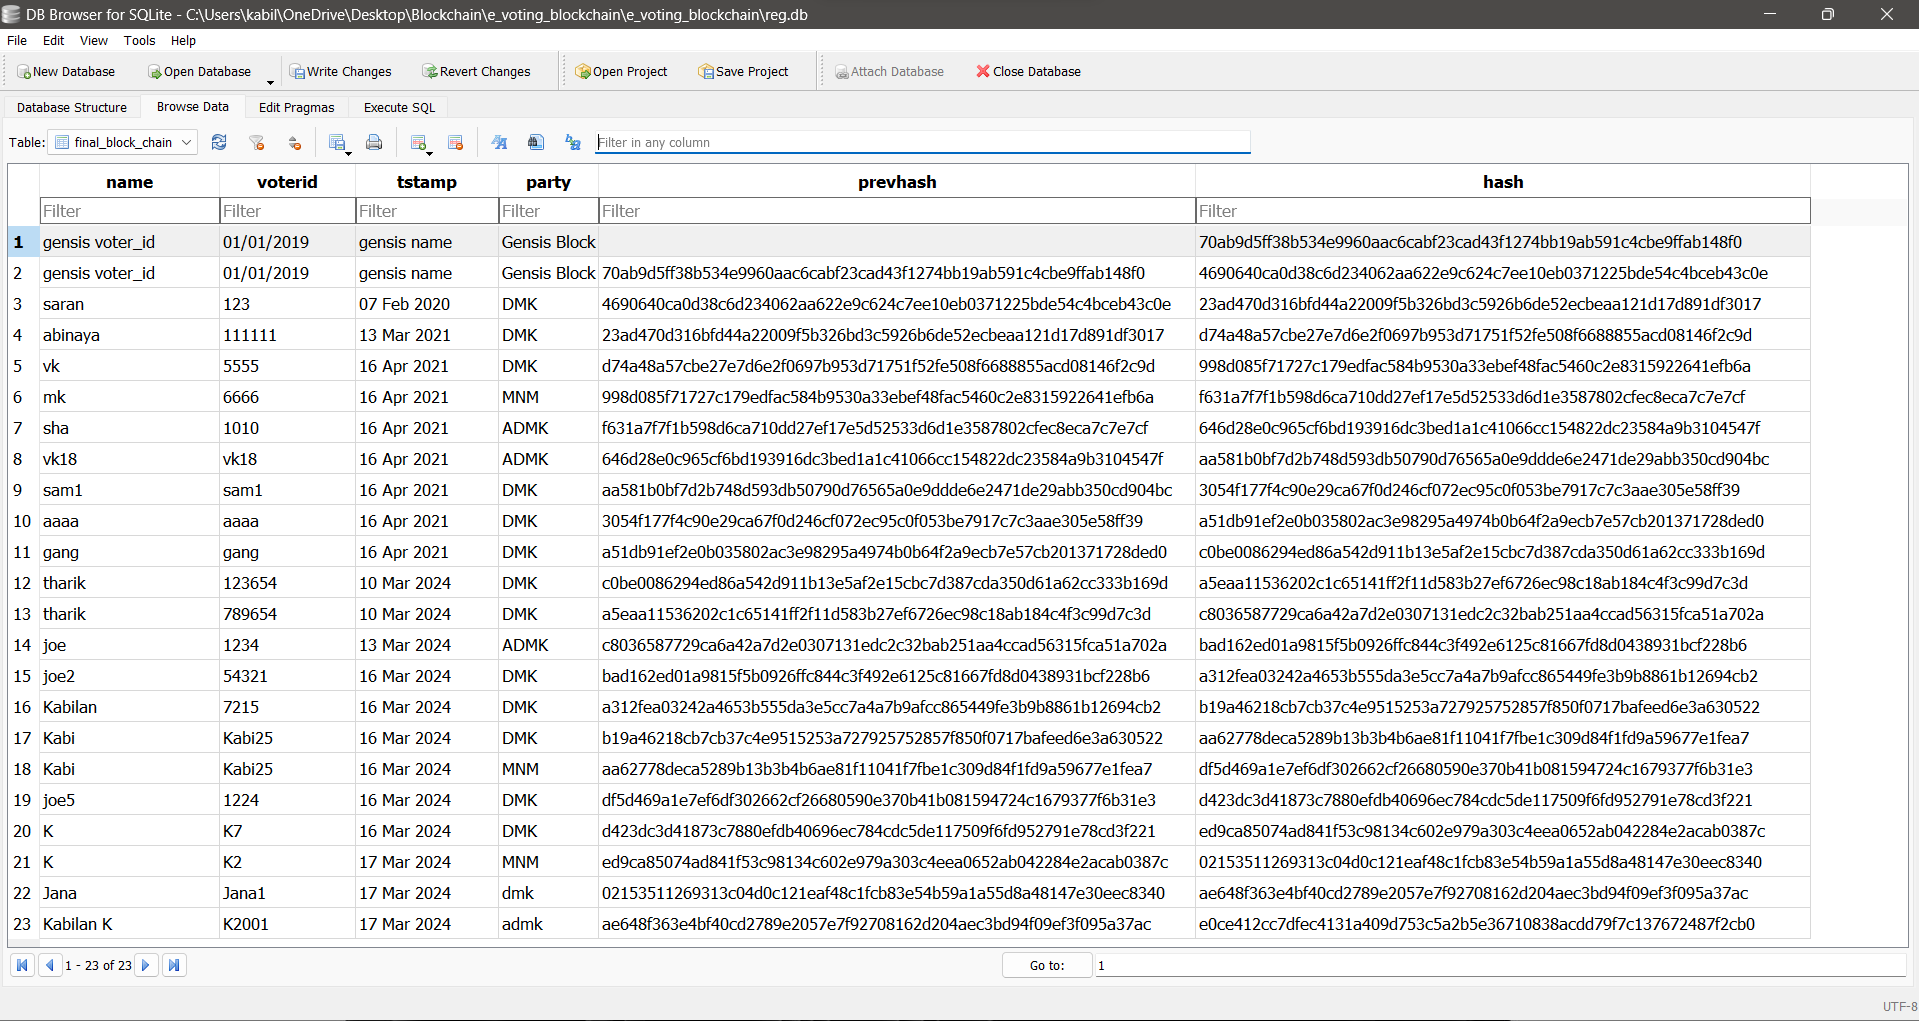 DB Browser for SQLite - C:\Users\kabil\OneDrive\Desktop\Blockchain\e_voting_blockchain\e_voting_blockchain\reg.db
File Edit View Tools Help
New Database Open Database Write Changes Revert Changes Open Project Save Project Attach Database Close Database
Database Structure Browse Data Edit Pragmas Execute SQL
Table: final_block_chain Filter in any column
name voterid tstamp party prevhash hash
Filter Filter Filter Filter Filter Filter
1 gensis voter_id 01/01/2019 gensis name Gensis Block 70ab9d5ff38b534e9960aac6cabf23cad43f1274bb19ab591c4cbe9ffab148f0
2 gensis voter_id 01/01/2019 gensis name Gensis Block 70ab9d5ff38b534e9960aac6cabf23cad43f1274bb19ab591c4cbe9ffab148f0 4690640ca0d38c6d234062aa622e9c624c7ee10eb0371225bde54c4bceb43c0e
3 saran 123 07 Feb 2020 DMK 4690640ca0d38c6d234062aa622e9c624c7ee10eb0371225bde54c4bceb43c0e 23ad470d316bfd44a22009f5b326bd3c5926b6de52ecbeaa121d17d891df3017
4 abinaya 111111 13 Mar 2021 DMK 23ad470d316bfd44a22009f5b326bd3c5926b6de52ecbeaa121d17d891df3017 d74a48a57cbe27e7d6e2f0697b953d71751f52fe508f6688855acd08146f2c9d
5 vk 5555 16 Apr 2021 DMK d74a48a57cbe27e7d6e2f0697b953d71751f52fe508f6688855acd08146f2c9d 998d085f71727c179edfac584b9530a33ebef48fac5460c2e8315922641efb6a
6 mk 6666 16 Apr 2021 MNM 998d085f71727c179edfac584b9530a33ebef48fac5460c2e8315922641efb6a f631a7f7f1b598d6ca710dd27ef17e5d52533d6d1e3587802cfec8eca7c7e7cf
7 sha 1010 16 Apr 2021 ADMK f631a7f7f1b598d6ca710dd27ef17e5d52533d6d1e3587802cfec8eca7c7e7cf 646d28e0c965cf6bd193916dc3bed1a1c41066cc154822dc23584a9b3104547f
8 vk18 vk18 16 Apr 2021 ADMK 646d28e0c965cf6bd193916dc3bed1a1c41066cc154822dc23584a9b3104547f aa581b0bf7d2b748d593db50790d76565a0e9ddde6e2471de29abb350cd904bc
9 sam1 sam1 16 Apr 2021 DMK aa581b0bf7d2b748d593db50790d76565a0e9ddde6e2471de29abb350cd904bc 3054f177f4c90e29ca67f0d246cf072ec95c0f053be7917c7c3aae305e58ff39
10 aaaa aaaa 16 Apr 2021 DMK 3054f177f4c90e29ca67f0d246cf072ec95c0f053be7917c7c3aae305e58ff39 a51db91ef2e0b035802ac3e98295a4974b0b64f2a9ecb7e57cb201371728ded0
11 gang gang 16 Apr 2021 DMK a51db91ef2e0b035802ac3e98295a4974b0b64f2a9ecb7e57cb201371728ded0 c0be0086294ed86a542d911b13e5af2e15cbc7d387cda350d61a62cc333b169d
12 tharik 123654 10 Mar 2024 DMK c0be0086294ed86a542d911b13e5af2e15cbc7d387cda350d61a62cc333b169d a5eaa11536202c1c65141ff2f11d583b27ef6726ec98c18ab184c4f3c99d7c3d
13 tharik 789654 10 Mar 2024 DMK a5eaa11536202c1c65141ff2f11d583b27ef6726ec98c18ab184c4f3c99d7c3d c8036587729ca6a42a7d2e0307131edc2c32bab251aa4ccad56315fca51a702a
14 joe 1234 13 Mar 2024 ADMK c8036587729ca6a42a7d2e0307131edc2c32bab251aa4ccad56315fca51a702a bad162ed01a9815f5b0926ffc844c3f492e6125c81667fd8d0438931bcf228b6
15 joe2 54321 16 Mar 2024 DMK bad162ed01a9815f5b0926ffc844c3f492e6125c81667fd8d0438931bcf228b6 a312fea03242a4653b555da3e5cc7a4a7b9afcc865449fe3b9b8861b12694cb2
16 Kabilan 7215 16 Mar 2024 DMK a312fea03242a4653b555da3e5cc7a4a7b9afcc865449fe3b9b8861b12694cb2 b19a46218cb7cb37c4e9515253a727925752857f850f0717bafeed6e3a630522
17 Kabi Kabi25 16 Mar 2024 DMK b19a46218cb7cb37c4e9515253a727925752857f850f0717bafeed6e3a630522 aa62778deca5289b13b3b4b6ae81f11041f7fbe1c309d84f1fd9a59677e1fea7
18 Kabi Kabi25 16 Mar 2024 MNM aa62778deca5289b13b3b4b6ae81f11041f7fbe1c309d84f1fd9a59677e1fea7 df5d469a1e7ef6df302662cf26680590e370b41b081594724c1679377f6b31e3
19 joe5 1224 16 Mar 2024 DMK df5d469a1e7ef6df302662cf26680590e370b41b081594724c1679377f6b31e3 d423dc3d41873c7880efdb40696ec784cdc5de117509f6fd952791e78cd3f221
20 K K7 16 Mar 2024 DMK d423dc3d41873c7880efdb40696ec784cdc5de117509f6fd952791e78cd3f221 ed9ca85074ad841f53c98134c602e979a303c4eea0652ab042284e2acab0387c
21 K K2 17 Mar 2024 MNM ed9ca85074ad841f53c98134c602e979a303c4eea0652ab042284e2acab0387c 02153511269313c04d0c121eaf48c1fcb83e54b59a1a55d8a48147e30eec8340
22 Jana Jana1 17 Mar 2024 dmk 02153511269313c04d0c121eaf48c1fcb83e54b59a1a55d8a48147e30eec8340 ae648f363e4bf40cd2789e2057e7f92708162d204aec3bd94f09ef3f095a37ac
23 Kabilan K K2001 17 Mar 2024 admk ae648f363e4bf40cd2789e2057e7f92708162d204aec3bd94f09ef3f095a37ac e0ce412cc7dfec4131a409d753c5a2b5e36710838acdd79f7c137672487f2cb0
1 - 23 of 23 Go to: 1
UTF-8